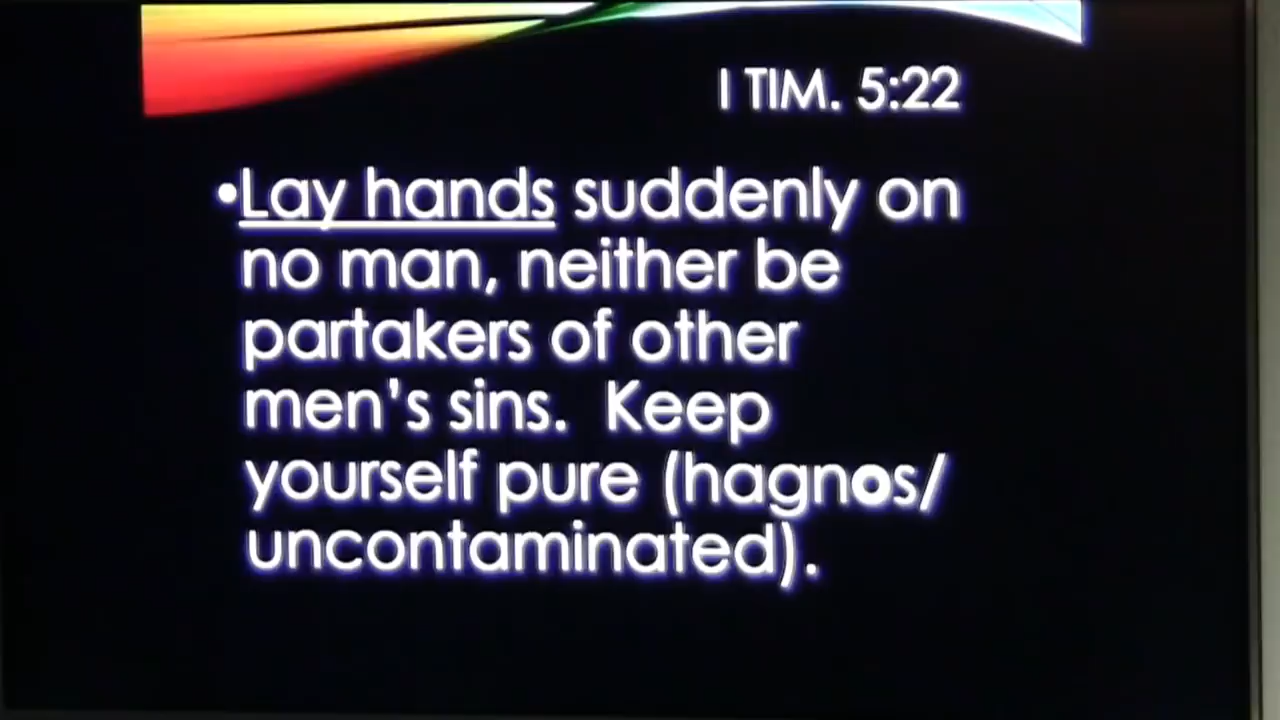 I TIM. 5:22
•Lay hands suddenly on
no man, neither be
partakers of other
men's sins.  Keep
yourself pure (hagnos/
uncontaminated).